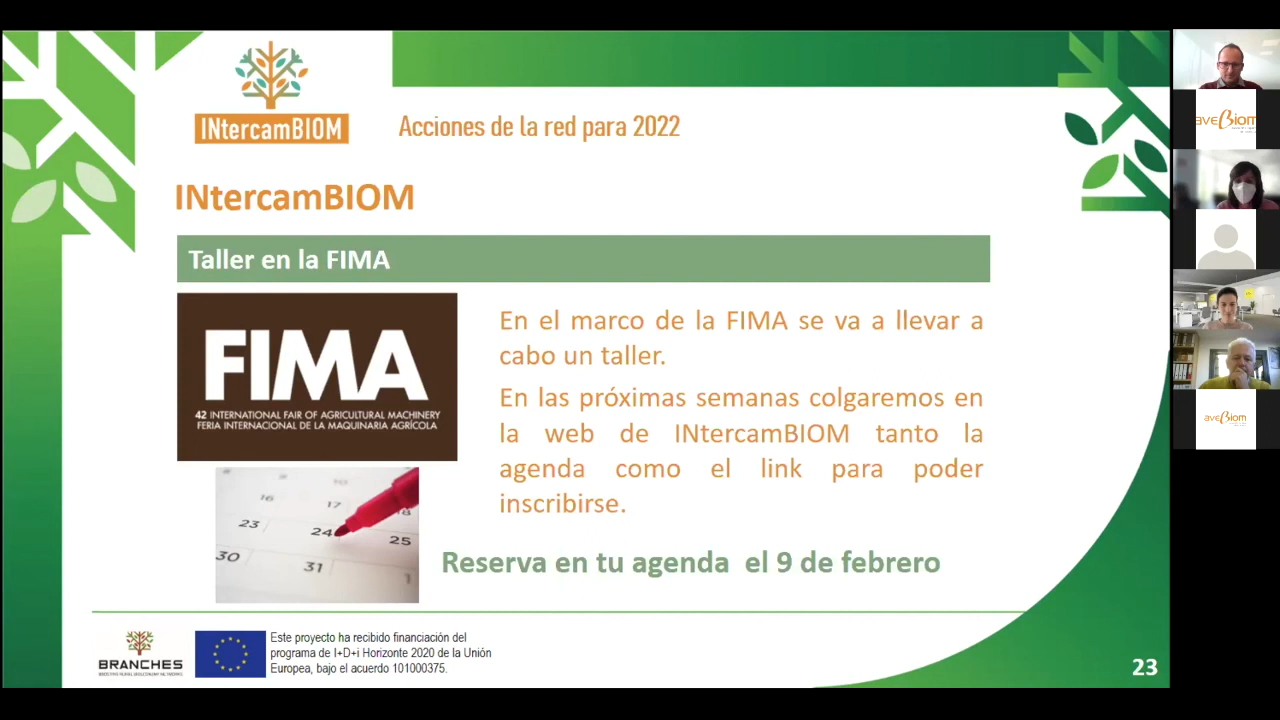 INtercamBIOM
Acciones de la red para 2022
INtercamBIOM
Taller en la FIMA
FIMA
42 INTERNATIONAL FAIR OF AGRICULTURAL MACHINERY
FERIA INTERNACIONAL DE LA MAQUINARIA AGRÍCOLA
En el marco de la FIMA se va a llevar a
cabo un taller.
En las próximas semanas colgaremos en
la web de INtercamBIOM tanto la
agenda como el link para poder
inscribirse.
16
17
18
23
24
25
30
31
1
Reserva en tu agenda el 9 de febrero
BRANCHES
Este proyecto ha recibido financiación del
programa de I+D+i Horizonte 2020 de la Unión
Europea, bajo el acuerdo 101000375.
23
aveBiom
aveBiom